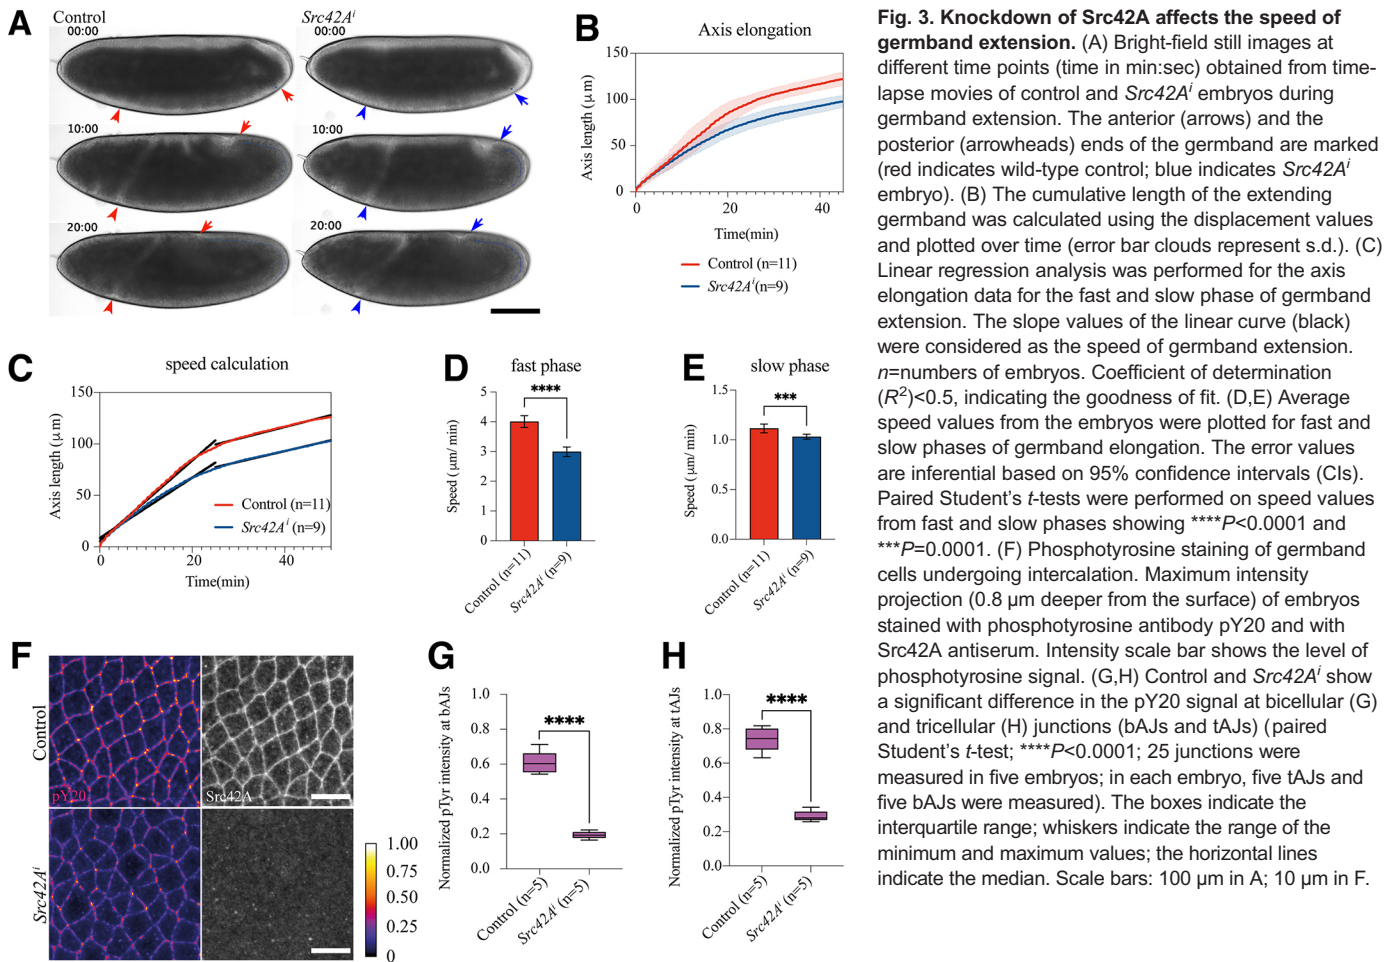 A
Control
Src42Aⁱ
00:00
00:00
10:00
10:00
20:00
20:00
B
Axis elongation
Axis length (μm)
150
100
50
0
0
20
40
Time(min)
Control (n=11)
Src42Aⁱ(n=9)
C
speed calculation
Axis length (μm)
150
100
50
0
0
20
40
Time(min)
Control (n=11)
Src42Aⁱ (n=9)
D
fast phase
****
Speed (μm/ min)
5
4
3
2
1
0
Control (n=11)
Src42Aⁱ (n=9)
E
slow phase
***
Speed (μm/min)
1.5
1.0
0.5
0.0
Control (n=11)
Src42Aⁱ (n=9)
F
Control
Src42Aⁱ
pY20
Src42A
1.00
0.75
0.50
0.25
0
G
Normalized pTyr intensity at bAJs
1.0
0.8
0.6
0.4
0.2
0.0
****
Control (n=5)
Src42Aⁱ (n=5)
H
Normalized pTyr intensity at tAJs
1.0
0.8
0.6
0.4
0.2
0.0
****
Control (n=5)
Src42Aⁱ (n=5)
Fig. 3. Knockdown of Src42A affects the speed of
germband extension. (A) Bright-field still images at
different time points (time in min:sec) obtained from time-
lapse movies of control and Src42Aⁱ embryos during
germband extension. The anterior (arrows) and the
posterior (arrowheads) ends of the germband are marked
(red indicates wild-type control; blue indicates Src42Aⁱ
embryo). (B) The cumulative length of the extending
germband was calculated using the displacement values
and plotted over time (error bar clouds represent s.d.). (C)
Linear regression analysis was performed for the axis
elongation data for the fast and slow phase of germband
extension. The slope values of the linear curve (black)
were considered as the speed of germband extension.
n=numbers of embryos. Coefficient of determination
(R²)<0.5, indicating the goodness of fit. (D,E) Average
speed values from the embryos were plotted for fast and
slow phases of germband elongation. The error values
are inferential based on 95% confidence intervals (CIs).
Paired Student's t-tests were performed on speed values
from fast and slow phases showing ****P<0.0001 and
***P=0.0001. (F) Phosphotyrosine staining of germband
cells undergoing intercalation. Maximum intensity
projection (0.8 μm deeper from the surface) of embryos
stained with phosphotyrosine antibody pY20 and with
Src42A antiserum. Intensity scale bar shows the level of
phosphotyrosine signal. (G,H) Control and Src42Aⁱ show
a significant difference in the pY20 signal at bicellular (G)
and tricellular (H) junctions (bAJs and tAJs) (paired
Student's t-test; ****P<0.0001; 25 junctions were
measured in five embryos; in each embryo, five tAJs and
five bAJs were measured). The boxes indicate the
interquartile range; whiskers indicate the range of the
minimum and maximum values; the horizontal lines
indicate the median. Scale bars: 100 μm in A; 10 μm in F.